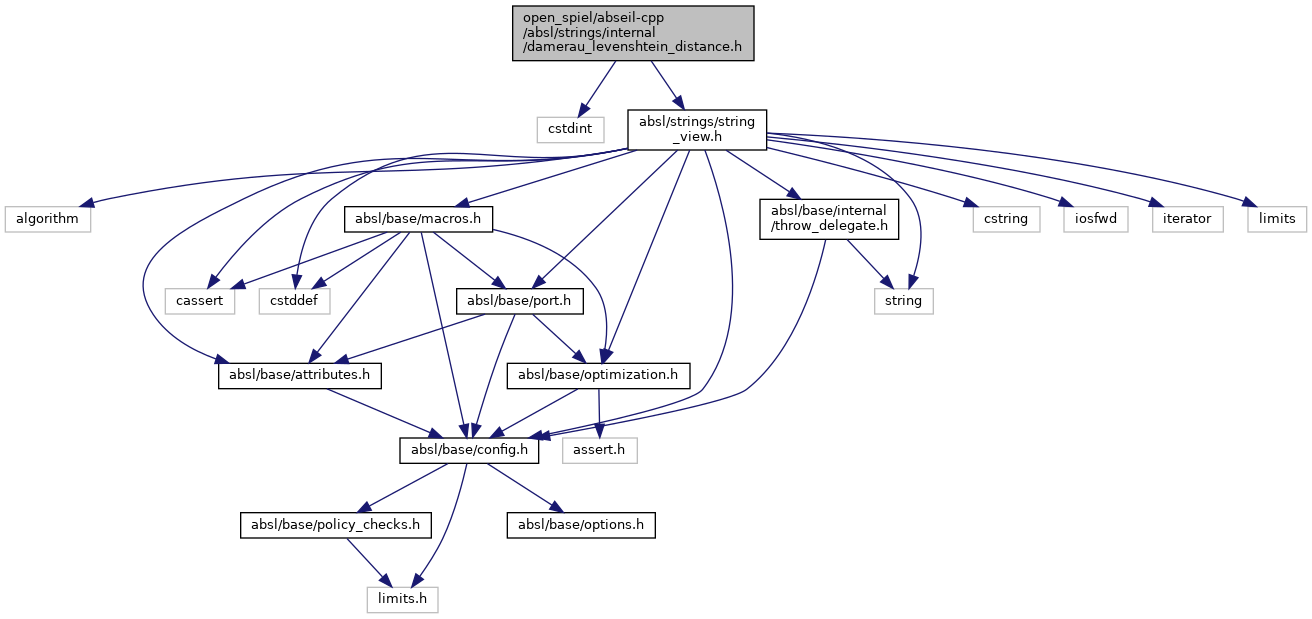 open_spiel/abseil-cpp
/absl/strings/internal
/damerau_levenshtein_distance.h
cstdint
absl/strings/string
_view.h
algorithm
absl/base/macros.h
absl/base/internal
/throw_delegate.h
cstring
iosfwd
iterator
limits
cassert
cstddef
absl/base/port.h
string
absl/base/attributes.h
absl/base/optimization.h
absl/base/config.h
assert.h
absl/base/policy_checks.h
absl/base/options.h
limits.h